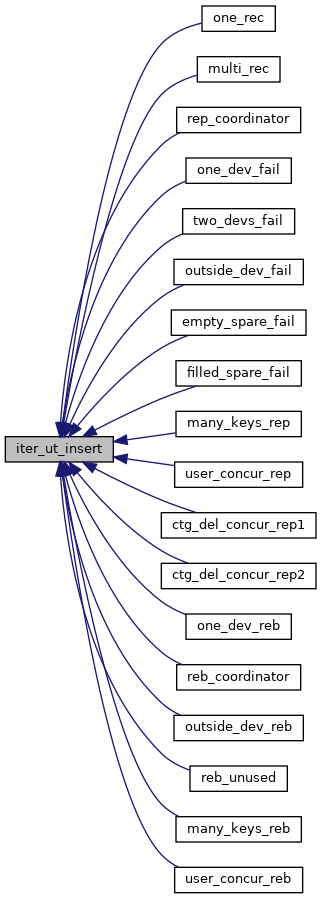 one_rec
multi_rec
rep_coordinator
one_dev_fail
two_devs_fail
outside_dev_fail
empty_spare_fail
filled_spare_fail
many_keys_rep
iter_ut_insert
user_concur_rep
ctg_del_concur_rep1
ctg_del_concur_rep2
one_dev_reb
reb_coordinator
outside_dev_reb
reb_unused
many_keys_reb
user_concur_reb